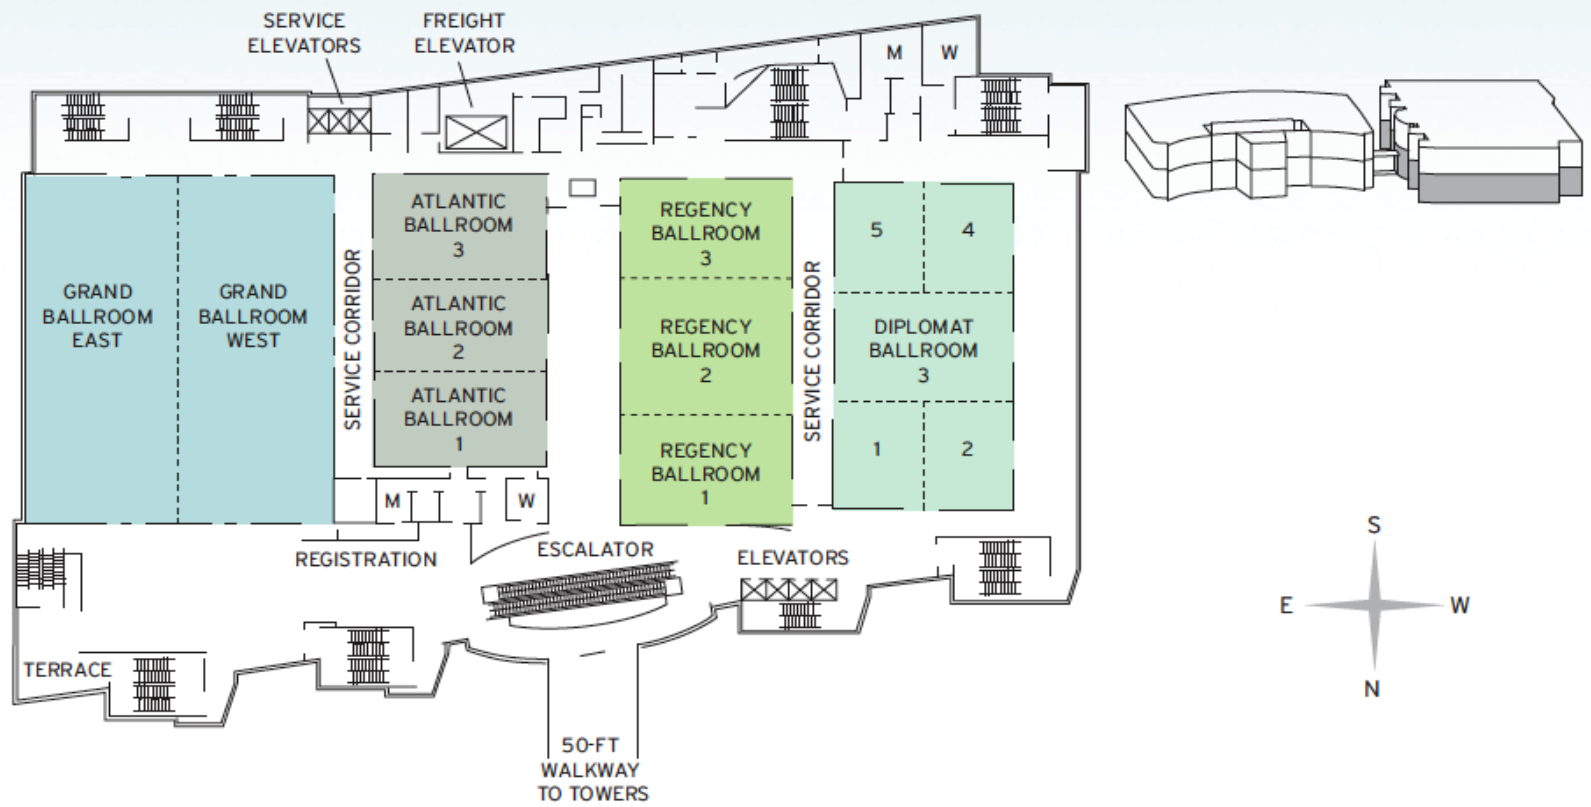 SERVICE
ELEVATORS
FREIGHT
ELEVATOR
M
W
GRAND
BALLROOM
EAST
GRAND
BALLROOM
WEST
SERVICE CORRIDOR
ATLANTIC
BALLROOM
3
ATLANTIC
BALLROOM
2
ATLANTIC
BALLROOM
1
REGENCY
BALLROOM
3
REGENCY
BALLROOM
2
REGENCY
BALLROOM
1
SERVICE CORRIDOR
5
4
DIPLOMAT
BALLROOM
3
1
2
M
W
REGISTRATION
ESCALATOR
ELEVATORS
TERRACE
50-FT
WALKWAY
TO TOWERS
S
E
W
N